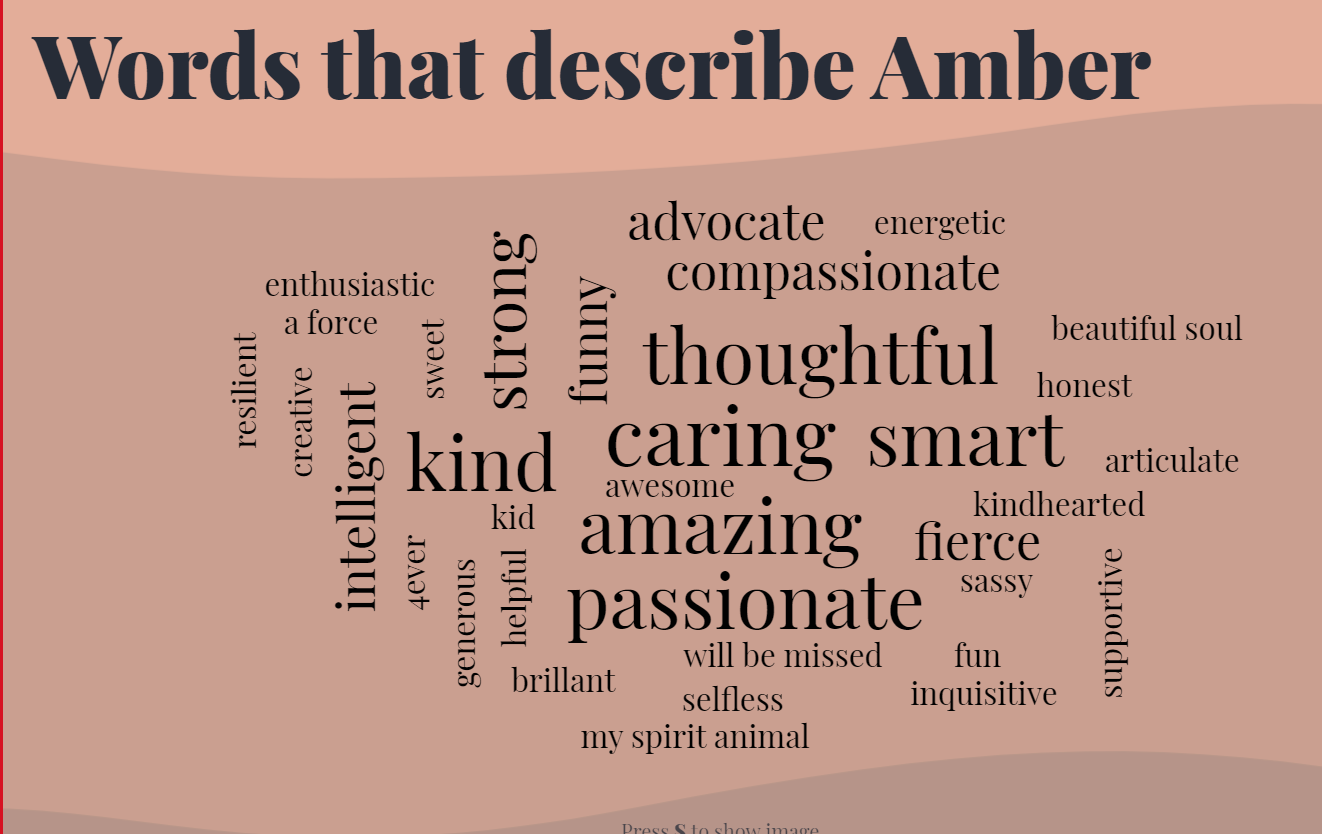 Words that describe Amber
advocate
energetic
compassionate
strong
enthusiastic
funny
a force
sweet
thoughtful
beautiful soul
resilient
creative
honest
intelligent
kind
caring
smart
articulate
awesome
kindhearted
kid
amazing
fierce
4ever
generous
helpful
sassy
supportive
passionate
will be missed
fun
brillant
selfless
inquisitive
my spirit animal
Press S to show image